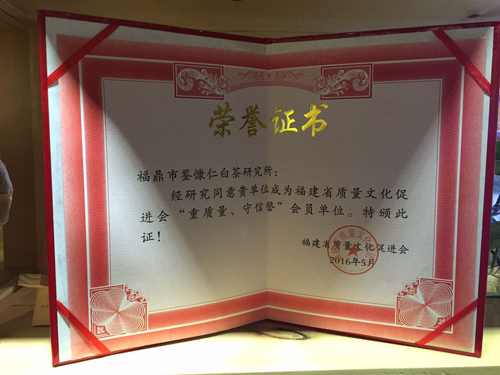 荣誉证书
福鼎市鉴慷仁白茶研究所：
经研究同意贵单位成为福建省质量文化促
进会“重质量、守信誉”会员单位。特颁此
证！
福建省质量文化促进会
2016年5月